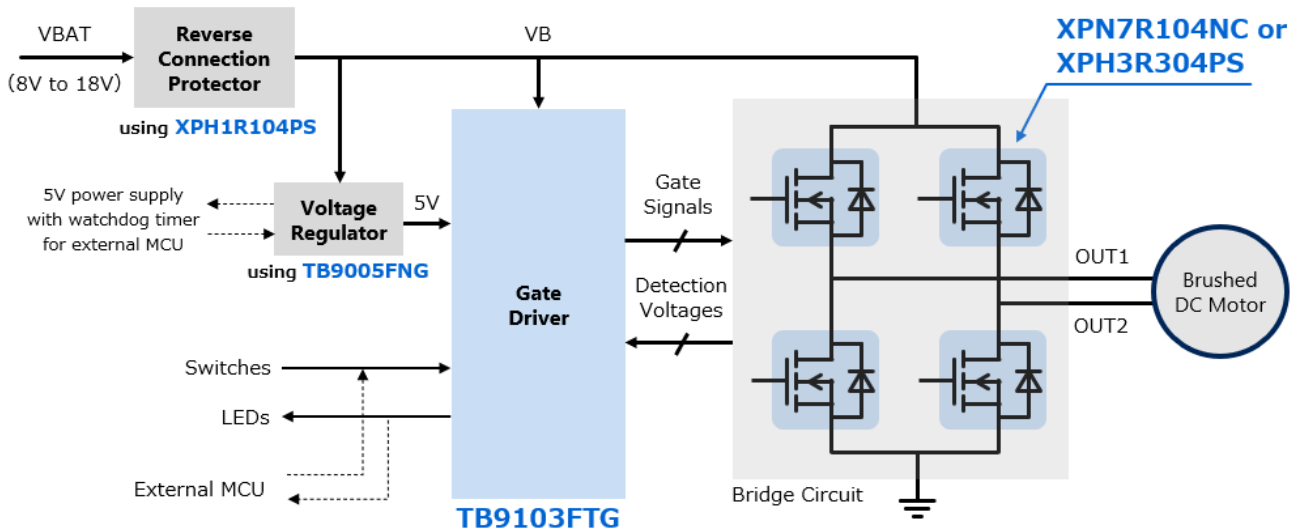 VBAT
(8V to 18V)
Reverse
Connection
Protector
using XPH1R104PS
VB
XPN7R104NC or
XPH3R304PS
5V power supply
with watchdog timer
for external MCU
Voltage
Regulator
5V
using TB9005FNG
Gate
Driver
Gate
Signals
Detection
Voltages
OUT1
OUT2
Brushed
DC Motor
Switches
LEDs
External MCU
Bridge Circuit
TB9103FTG